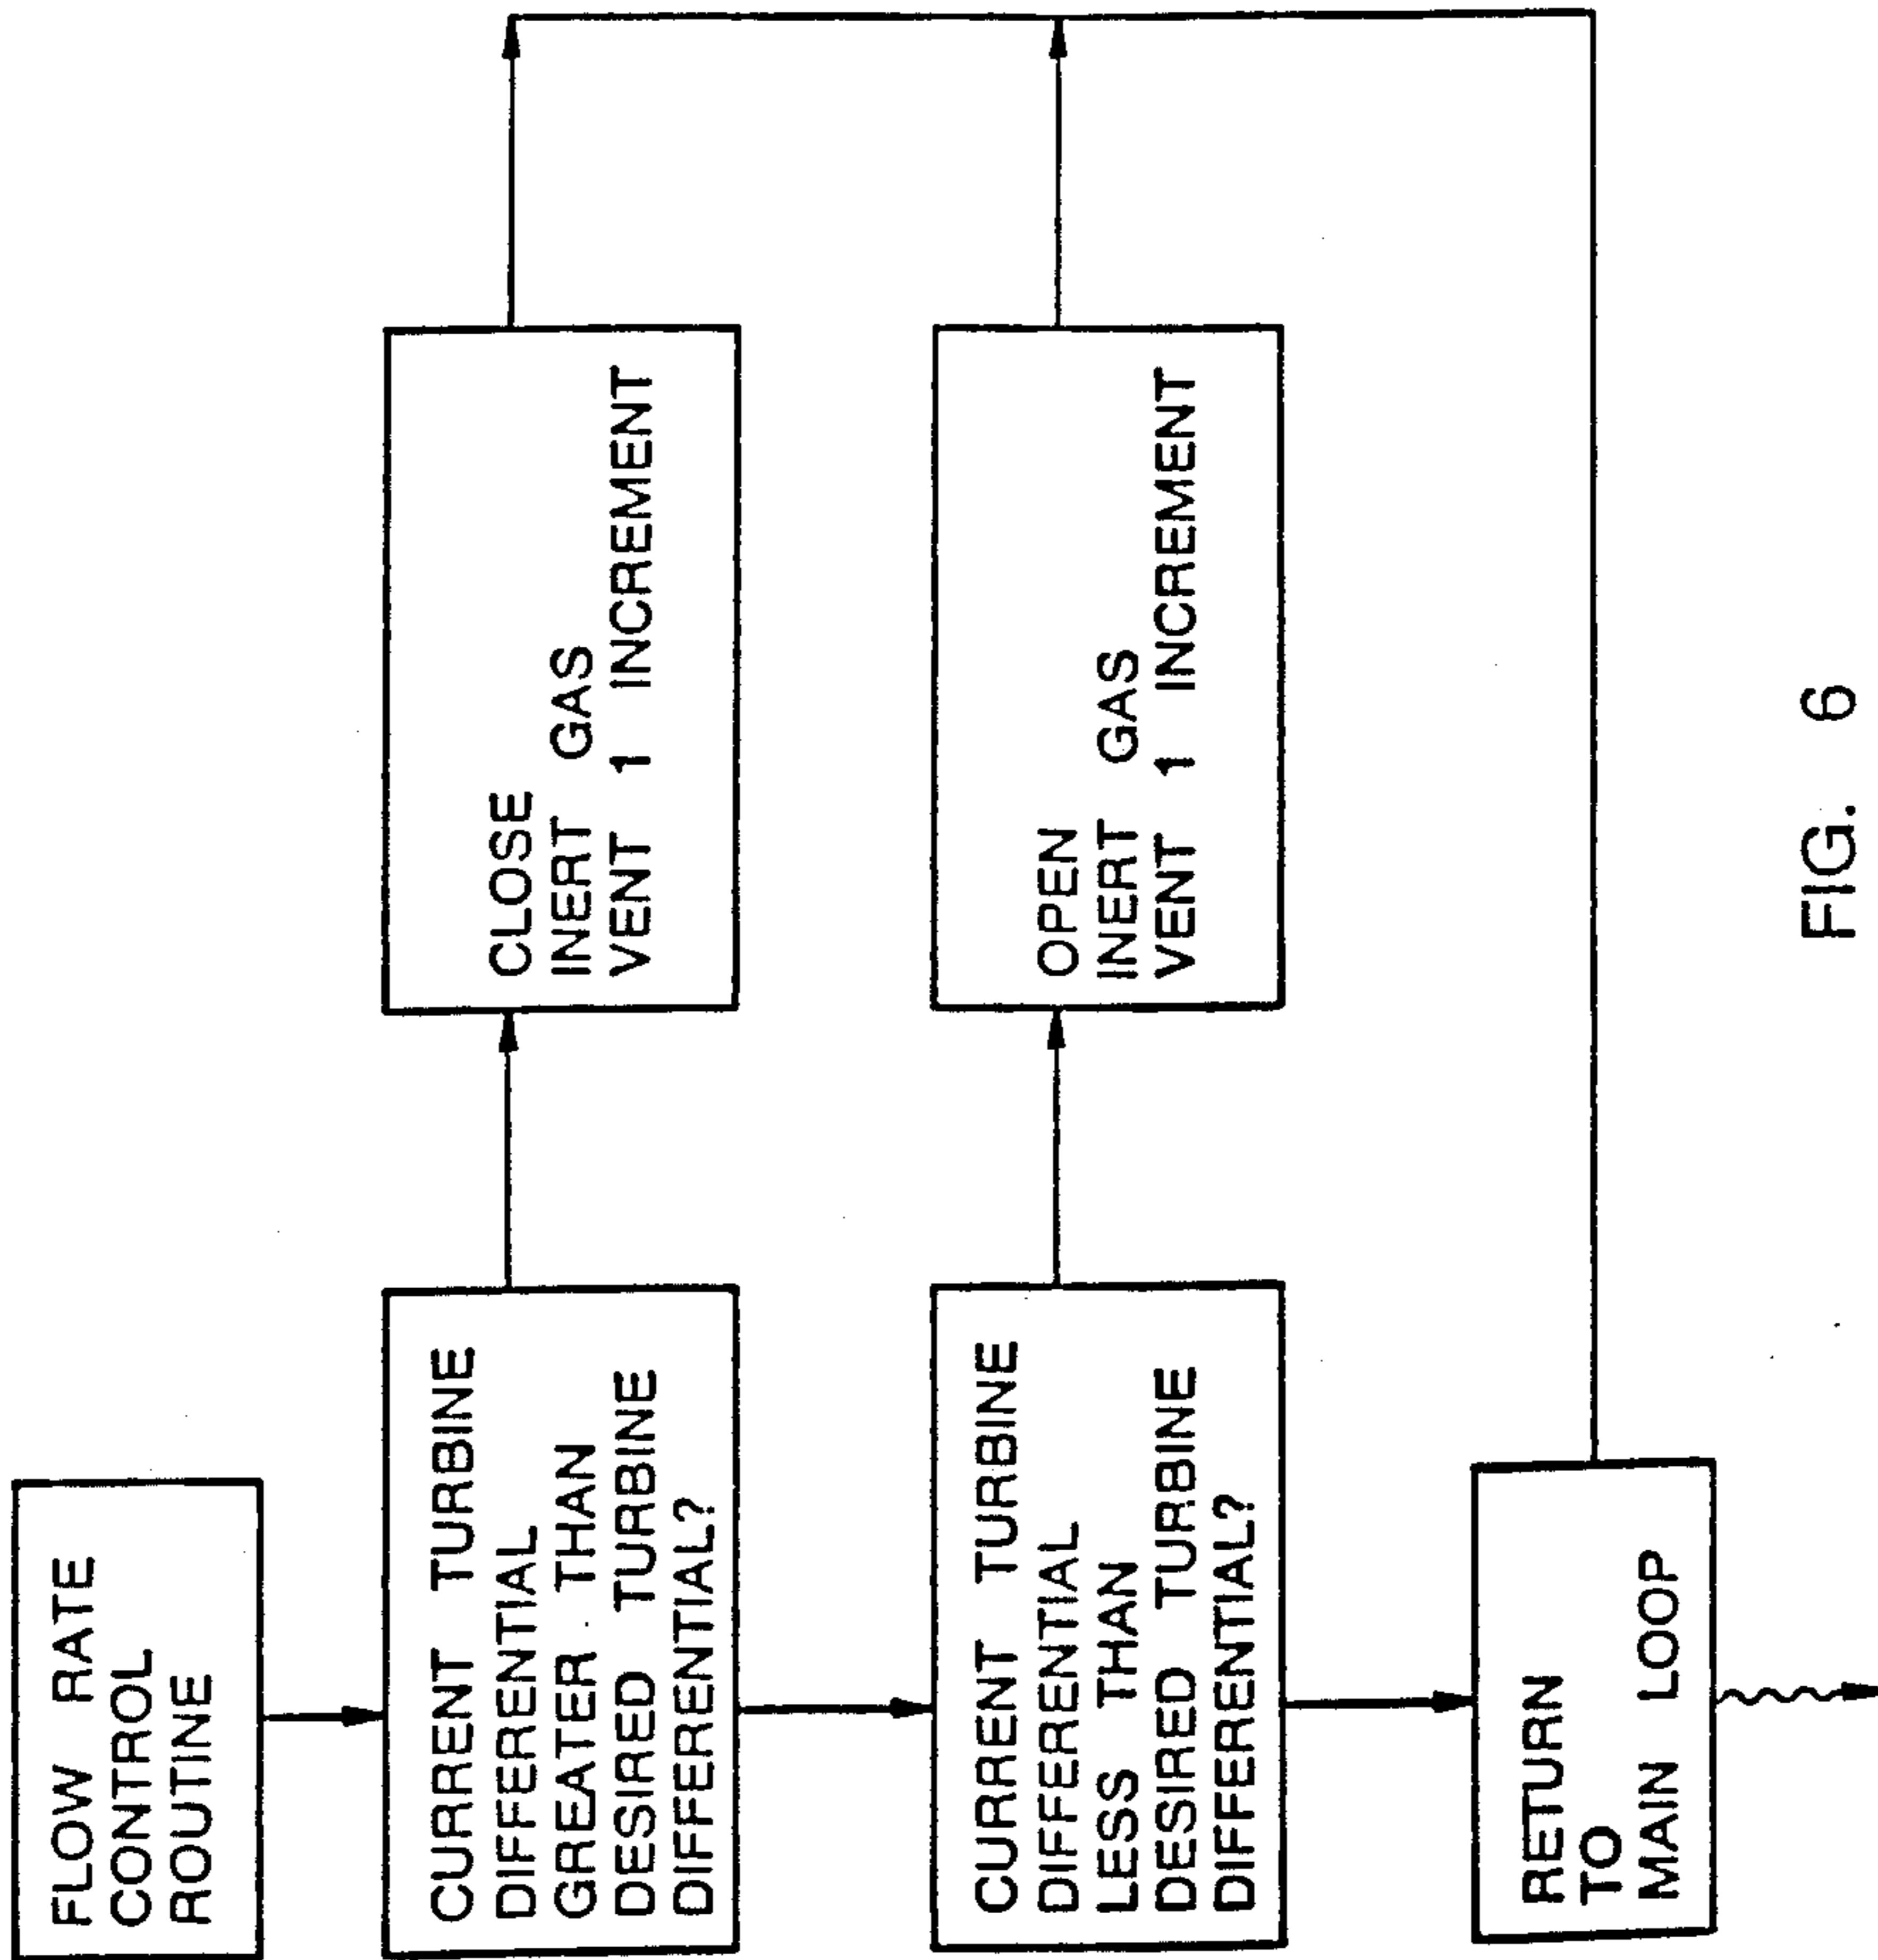 FLOW RATE
CONTROL
ROUTINE
CURRENT TURBINE
DIFFERENTIAL
GREATER THAN
DESIRED TURBINE
DIFFERENTIAL?
CLOSE
INERT GAS
VENT 1 INCREMENT
CURRENT TURBINE
DIFFERENTIAL
LESS THAN
DESIRED TURBINE
DIFFERENTIAL?
OPEN
INERT GAS
VENT 1 INCREMENT
RETURN
TO
MAIN LOOP
FIG. 6